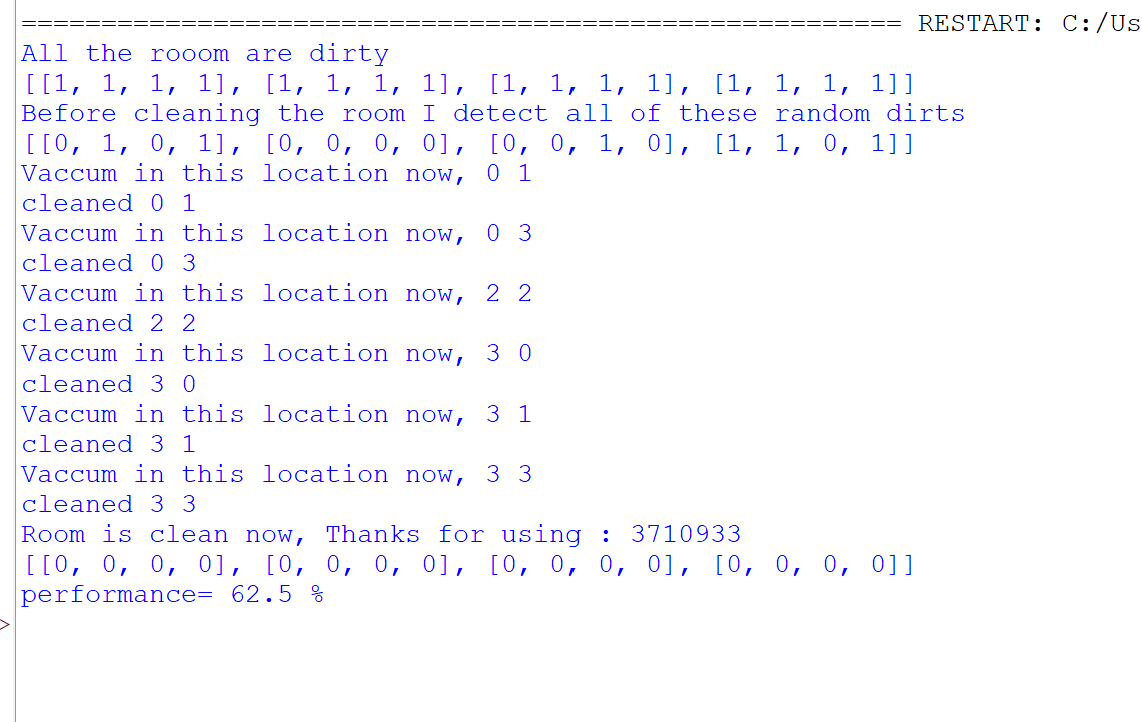 ======================================================= RESTART: C:/Us
All the rooom are dirty
[[1, 1, 1, 1], [1, 1, 1, 1], [1, 1, 1, 1], [1, 1, 1, 1]]
Before cleaning the room I detect all of these random dirts
[[0, 1, 0, 1], [0, 0, 0, 0], [0, 0, 1, 0], [1, 1, 0, 1]]
Vaccum in this location now, 0 1
cleaned 0 1
Vaccum in this location now, 0 3
cleaned 0 3
Vaccum in this location now, 2 2
cleaned 2 2
Vaccum in this location now, 3 0
cleaned 3 0
Vaccum in this location now, 3 1
cleaned 3 1
Vaccum in this location now, 3 3
cleaned 3 3
Room is clean now, Thanks for using : 3710933
[[0, 0, 0, 0], [0, 0, 0, 0], [0, 0, 0, 0], [0, 0, 0, 0]]
performance= 62.5 %
>